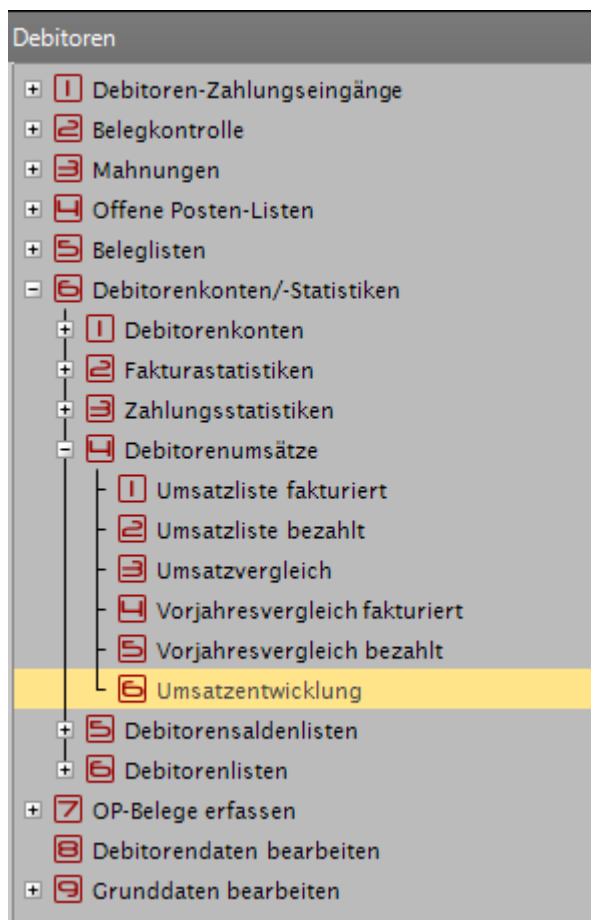 Debitoren
1 Debitoren-Zahlungseingänge
2 Belegkontrolle
3 Mahnungen
4 Offene Posten-Listen
5 Beleglisten
6 Debitorenkonten/-Statistiken
1 Debitorenkonten
2 Fakturastatistiken
3 Zahlungsstatistiken
4 Debitorenumsätze
1 Umsatzliste fakturiert
2 Umsatzliste bezahlt
3 Umsatzvergleich
4 Vorjahresvergleich fakturiert
5 Vorjahresvergleich bezahlt
6 Umsatzentwicklung
5 Debitorensaldenlisten
6 Debitorenlisten
7 OP-Belege erfassen
8 Debitorendaten bearbeiten
9 Grunddaten bearbeiten